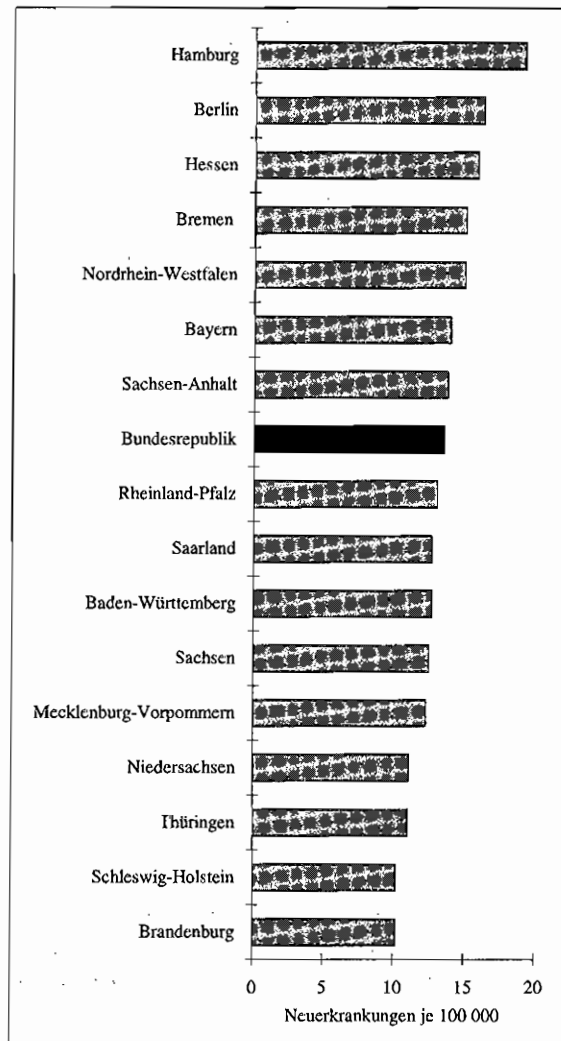 Hamburg
Berlin
Hessen
Bremen
Nordrhein-Westfalen
Bayern
Sachsen-Anhalt
Bundesrepublik
Rheinland-Pfalz
Saarland
Baden-Württemberg
Sachsen
Mecklenburg-Vorpommern
Niedersachsen
Thüringen
Schleswig-Holstein
Brandenburg
0 5 10 15 20
Neuerkrankungen je 100 000